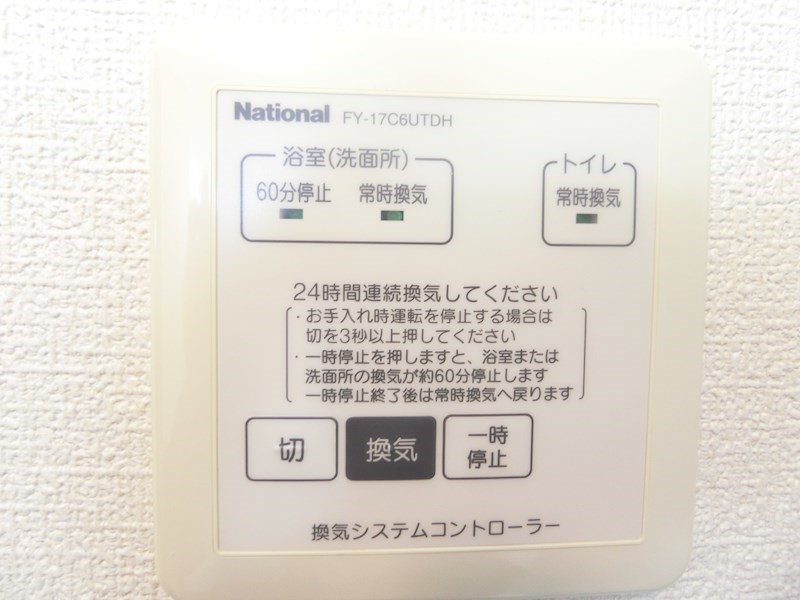 National FY-17C6UTDH
浴室(洗面所)
60分停止 常時換気
トイレ
常時換気
24時間連続換気してください
・お手入れ時運転を停止する場合は
切を3秒以上押してください
・一時停止を押しますと、浴室または
洗面所の換気が約60分停止します
一時停止終了後は常時換気へ戻ります
切
換気
一時
停止
換気システムコントローラー